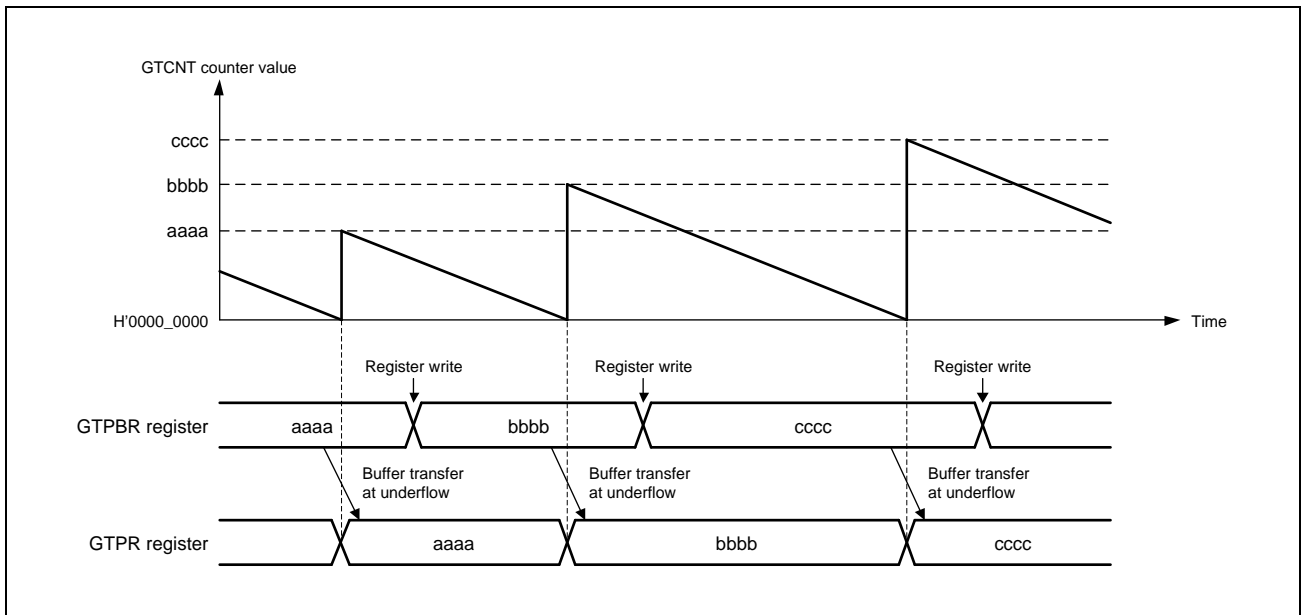 GTCNT counter value
cccc
bbbb
aaaa
H'0000_0000
Time
Register write
Register write
Register write
GTPBR register
aaaa
bbbb
cccc
Buffer transfer
at underflow
Buffer transfer
at underflow
Buffer transfer
at underflow
GTPR register
aaaa
bbbb
cccc